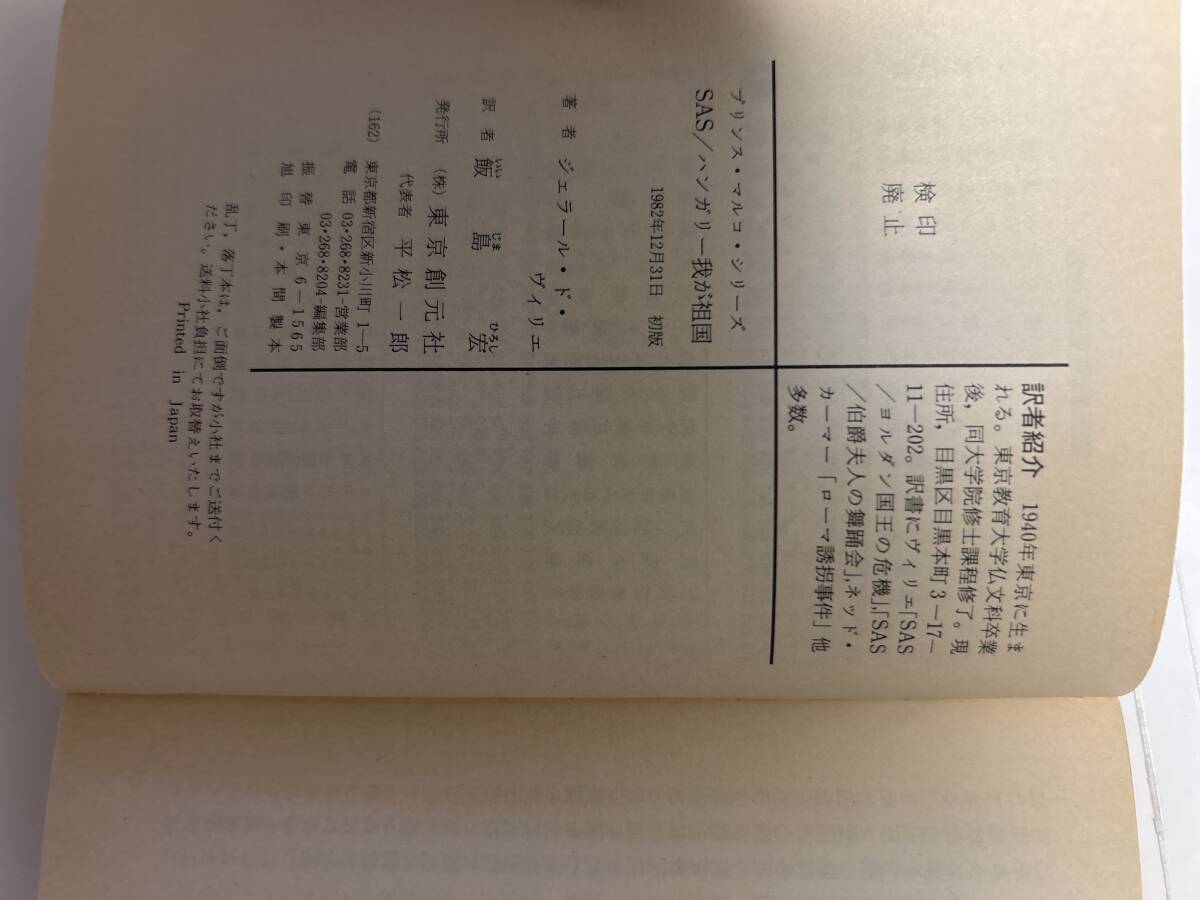 検印
廃止
訳者紹介 1940年東京に生ま
れる。東京教育大学仏文科卒業
後，同大学院修士課程修了。現
住所，目黒区目黒本町3－17－
11－202。訳書にヴィリエ「SAS
／ヨルダン国王の危機」，「SAS
／伯爵夫人の舞踊会」，ネッド・
カーマー「ローマ誘拐事件」他
多数。
プリンス・マルコ・シリーズ
SAS／ハンガリー我が祖国
1982年12月31日 初版
著者 ジェラール・ド・
ヴィリエ
訳者 飯島宏
いい じま ひろし
発行所 (株)東京創元社
代表者 平松一郎
(162) 東京都新宿区新小川町 1―5
電話 03・268・8231-営業部
03・268・8204-編集部
振替 東京6－1565
旭印刷・本間製本
乱丁，落丁本は，ご面倒ですが小社までご送付く
ださい。送料小社負担にてお取替えいたします。
Printed in Japan